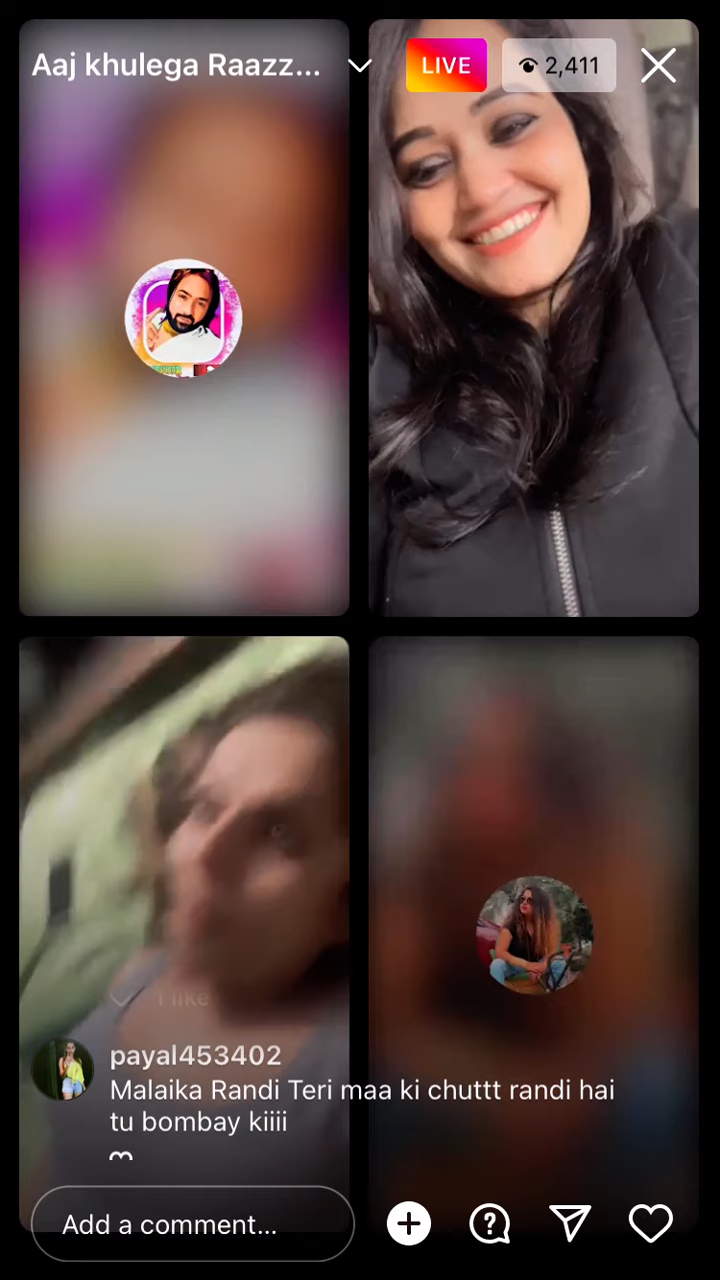 Aaj khulega Raazz...
LIVE
2,411
I like
payal453402
Malaika Randi Teri maa ki chuttt randi hai
tu bombay kiiii
Add a comment...